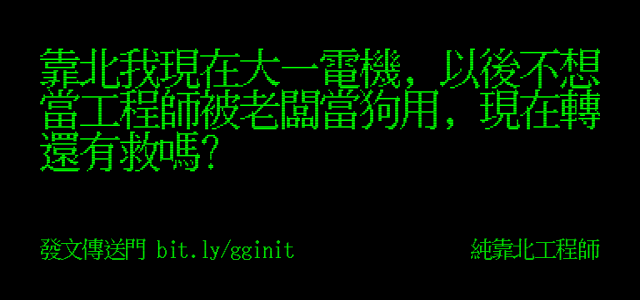 靠北我現在大一電機，以後不想
當工程師被老闆當狗用，現在轉
還有救嗎？
發文傳送門 bit.ly/gginit
純靠北工程師